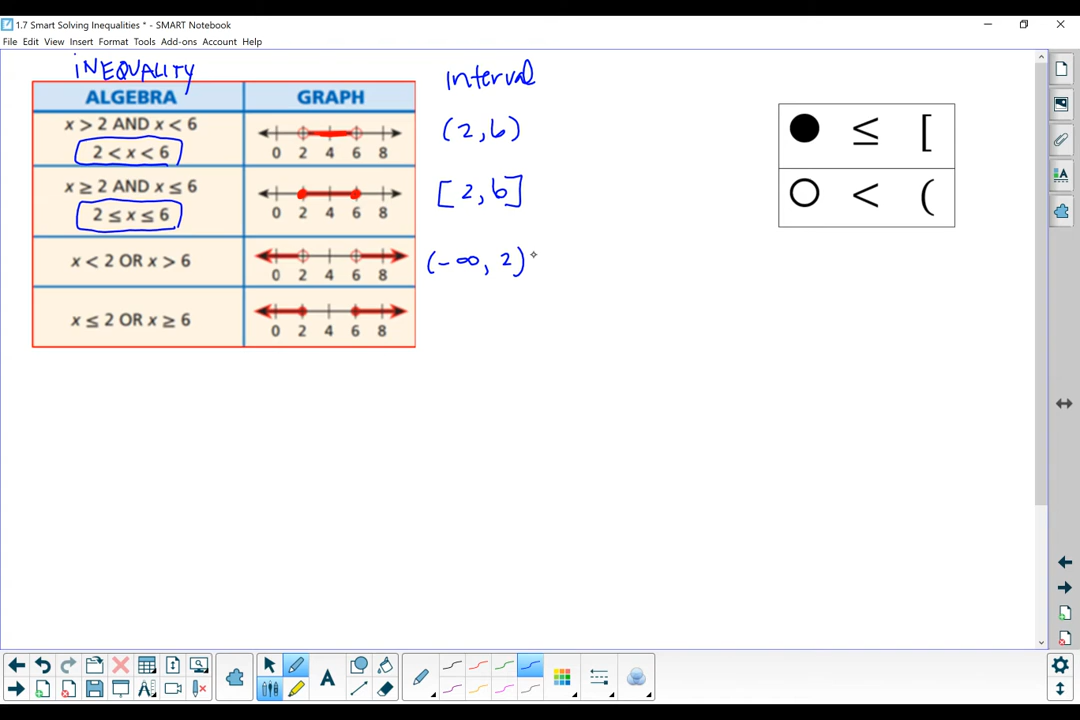 1.7 Smart Solving Inequalities * - SMART Notebook
File Edit View Insert Format Tools Add-ons Account Help
iNEQUALITY
interval
ALGEBRA GRAPH
x > 2 AND x < 6
2 < x < 6
0 2 4 6 8
(2, 6)
x ≥ 2 AND x ≤ 6
2 ≤ x ≤ 6
0 2 4 6 8
[2, 6]
x < 2 OR x > 6
0 2 4 6 8
(-∞, 2)
x ≤ 2 OR x ≥ 6
0 2 4 6 8
≤ [
< (